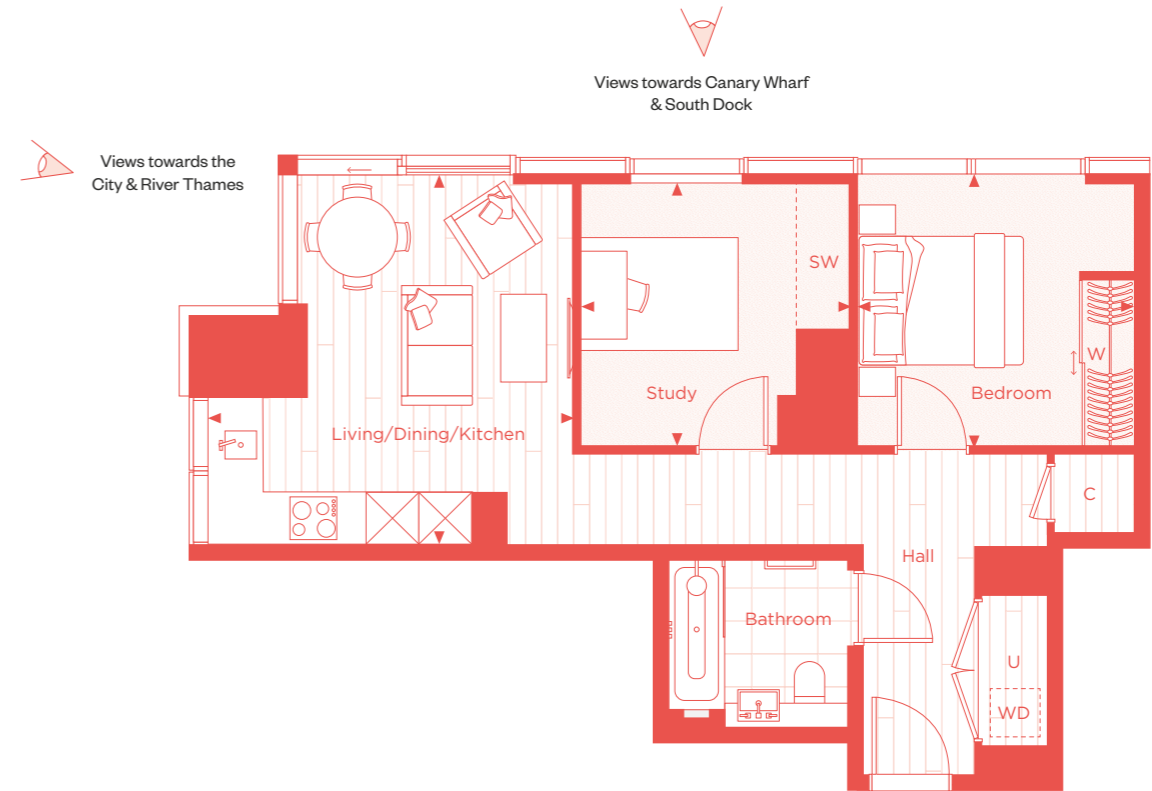 Views towards Canary Wharf
& South Dock
Views towards the
City & River Thames
SW
W
Study
Bedroom
Living/Dining/Kitchen
C
Hall
Bathroom
U
WD